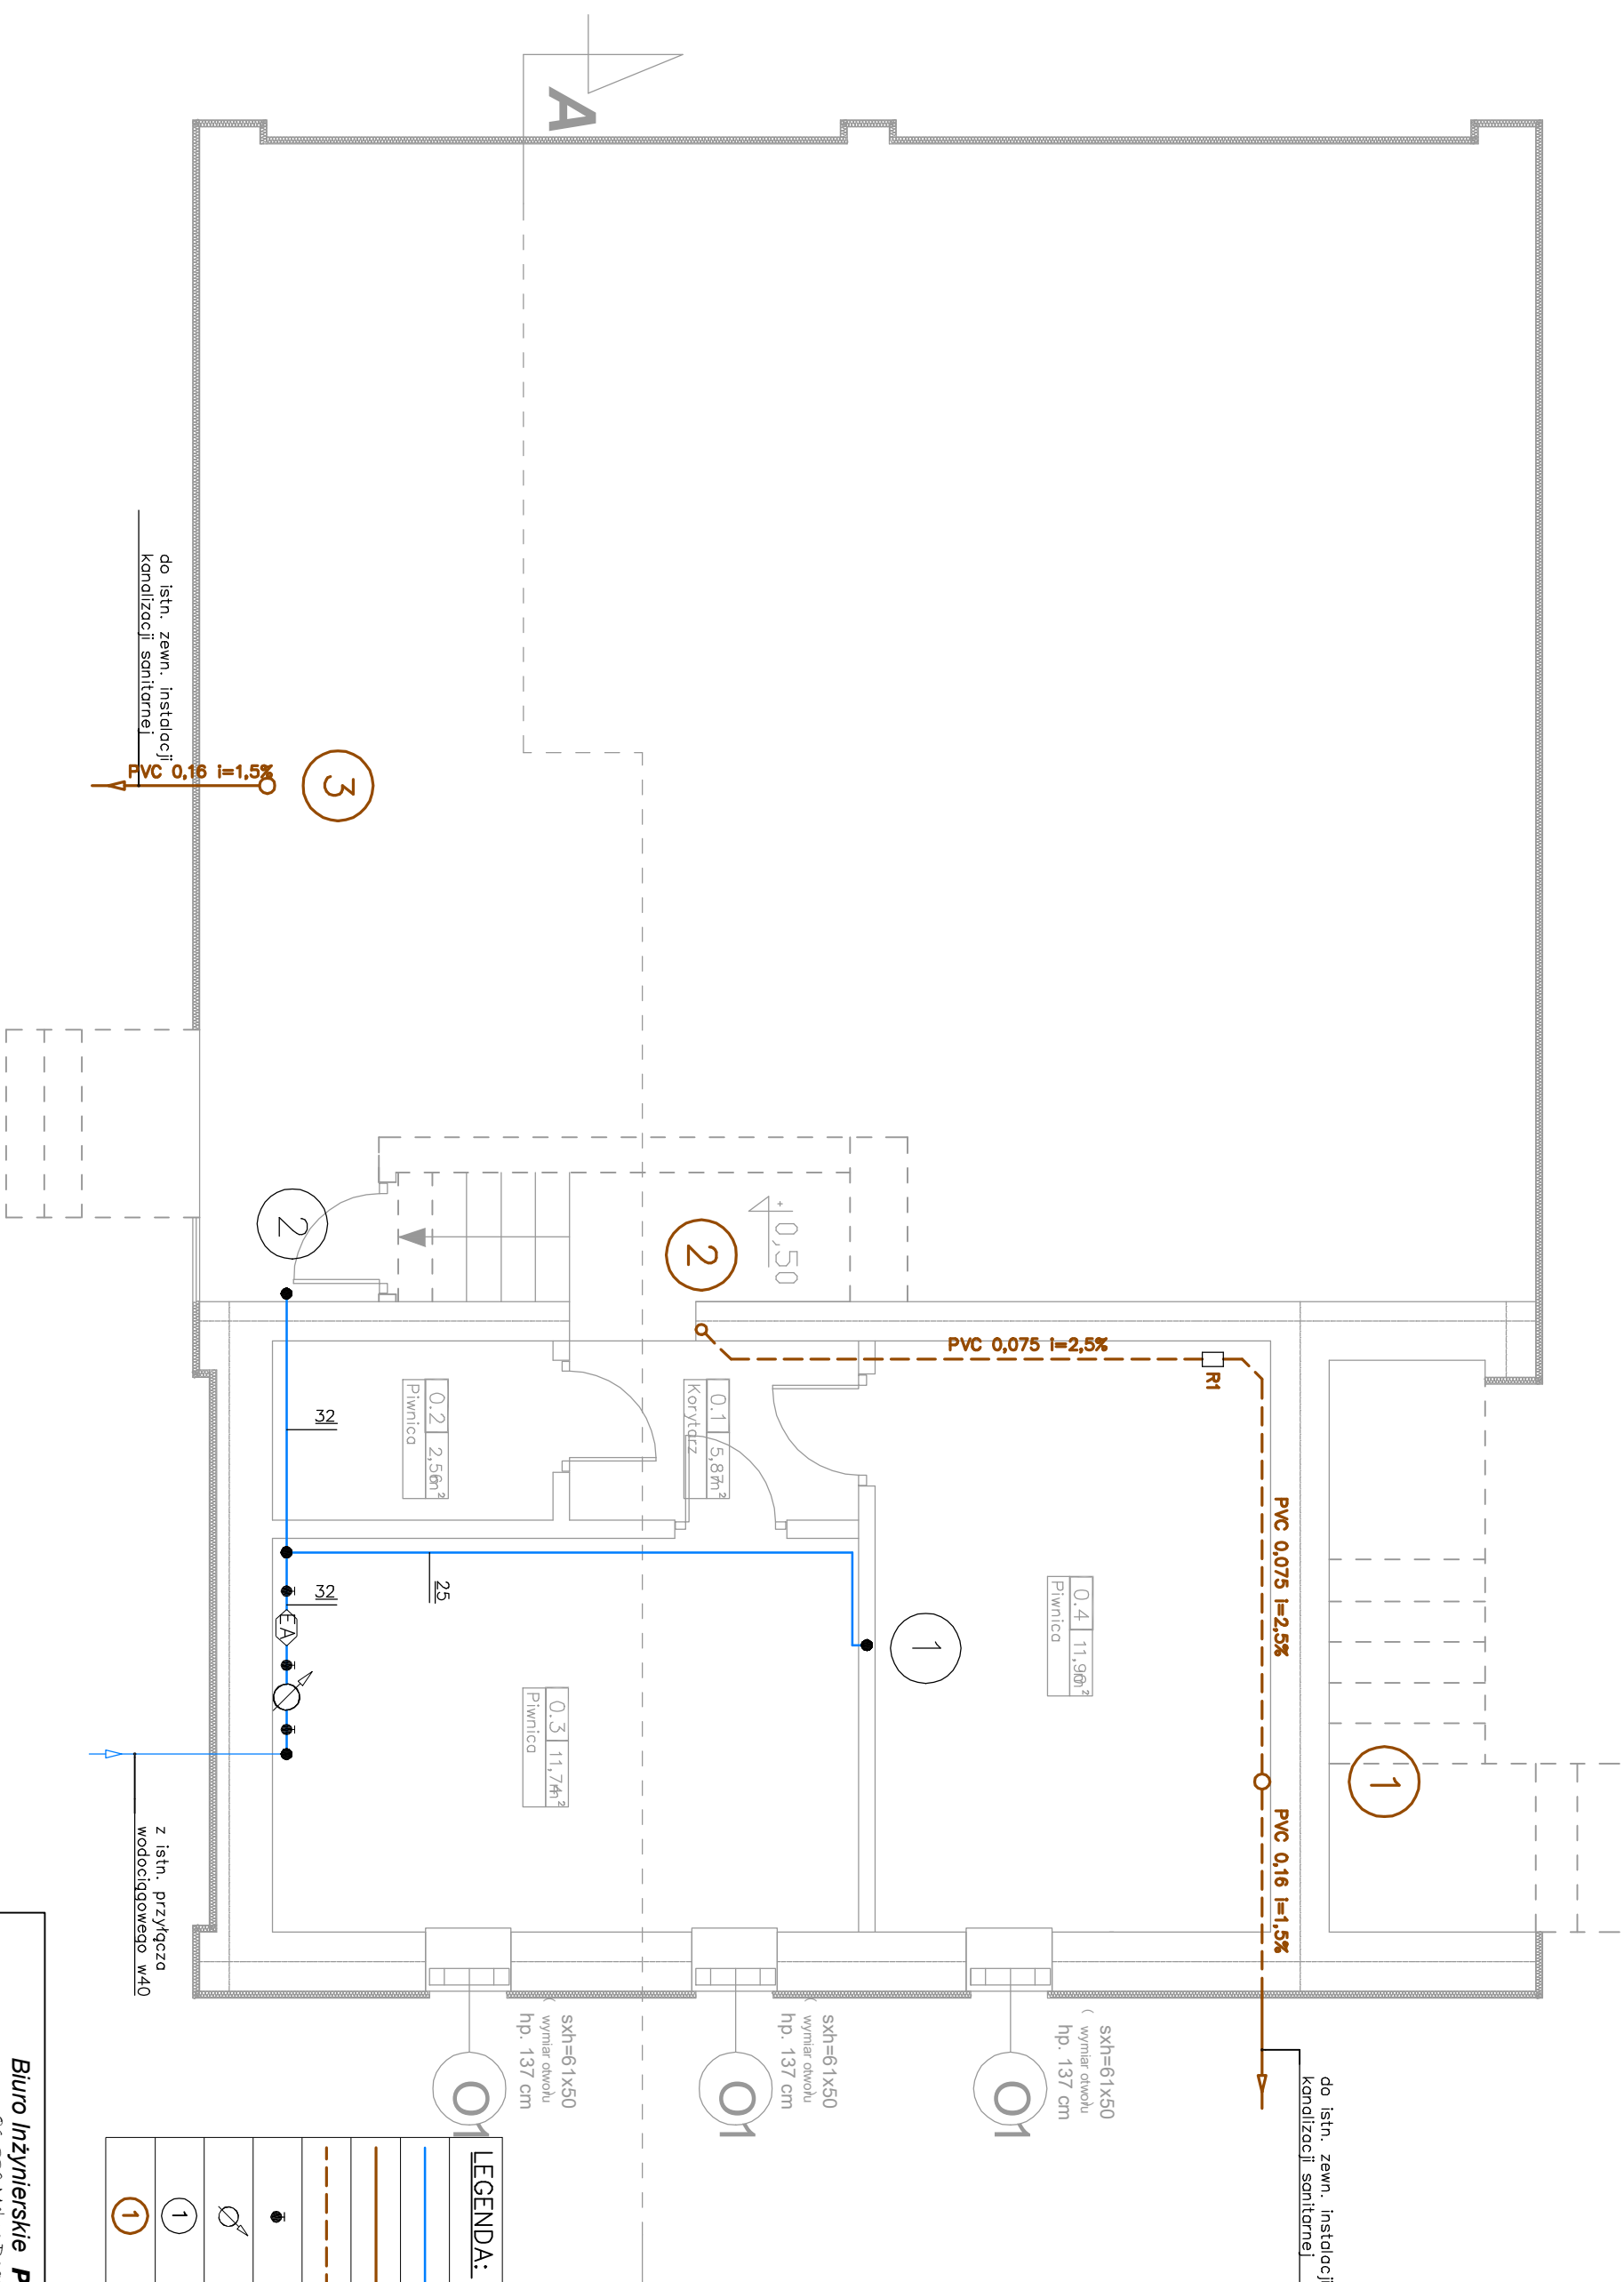 A
do istn. zewn. instalacji
kanalizacji sanitarnej
PVC 0,16 i=1,5%
3
2
2
+0,50
PVC 0,075 i=2,5%
R1
0.2 2,56m²
Piwnica
0.1 5,87m²
Korytarz
32
32
25
EA
PVC 0,075 i=2,5%
0.4 11,90m²
Piwnica
1
0.3 11,74m²
Piwnica
1
PVC 0,16 i=1,5%
z istn. przyłącza
wodociągowego w40
sxh=61x50
( wymiar otworu
hp. 137 cm
O1
sxh=61x50
( wymiar otworu
hp. 137 cm
O1
sxh=61x50
( wymiar otworu
hp. 137 cm
O1
do istn. zewn. instalacji
kanalizacji sanitarnej
LEGENDA:
1
1
Biuro Inżynierskie P